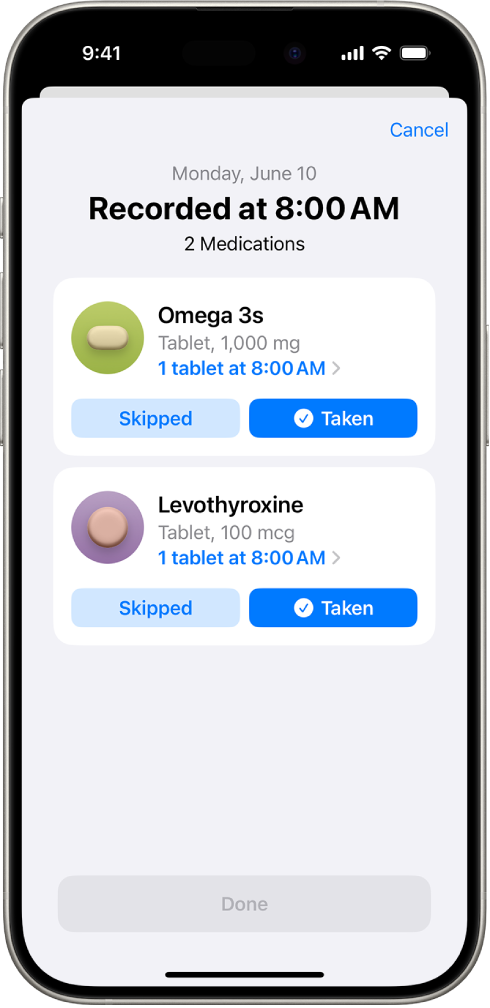 9:41
Cancel
Monday, June 10
Recorded at 8:00 AM
2 Medications
Omega 3s
Tablet, 1,000 mg
1 tablet at 8:00 AM
Skipped
Taken
Levothyroxine
Tablet, 100 mcg
1 tablet at 8:00 AM
Skipped
Taken
Done